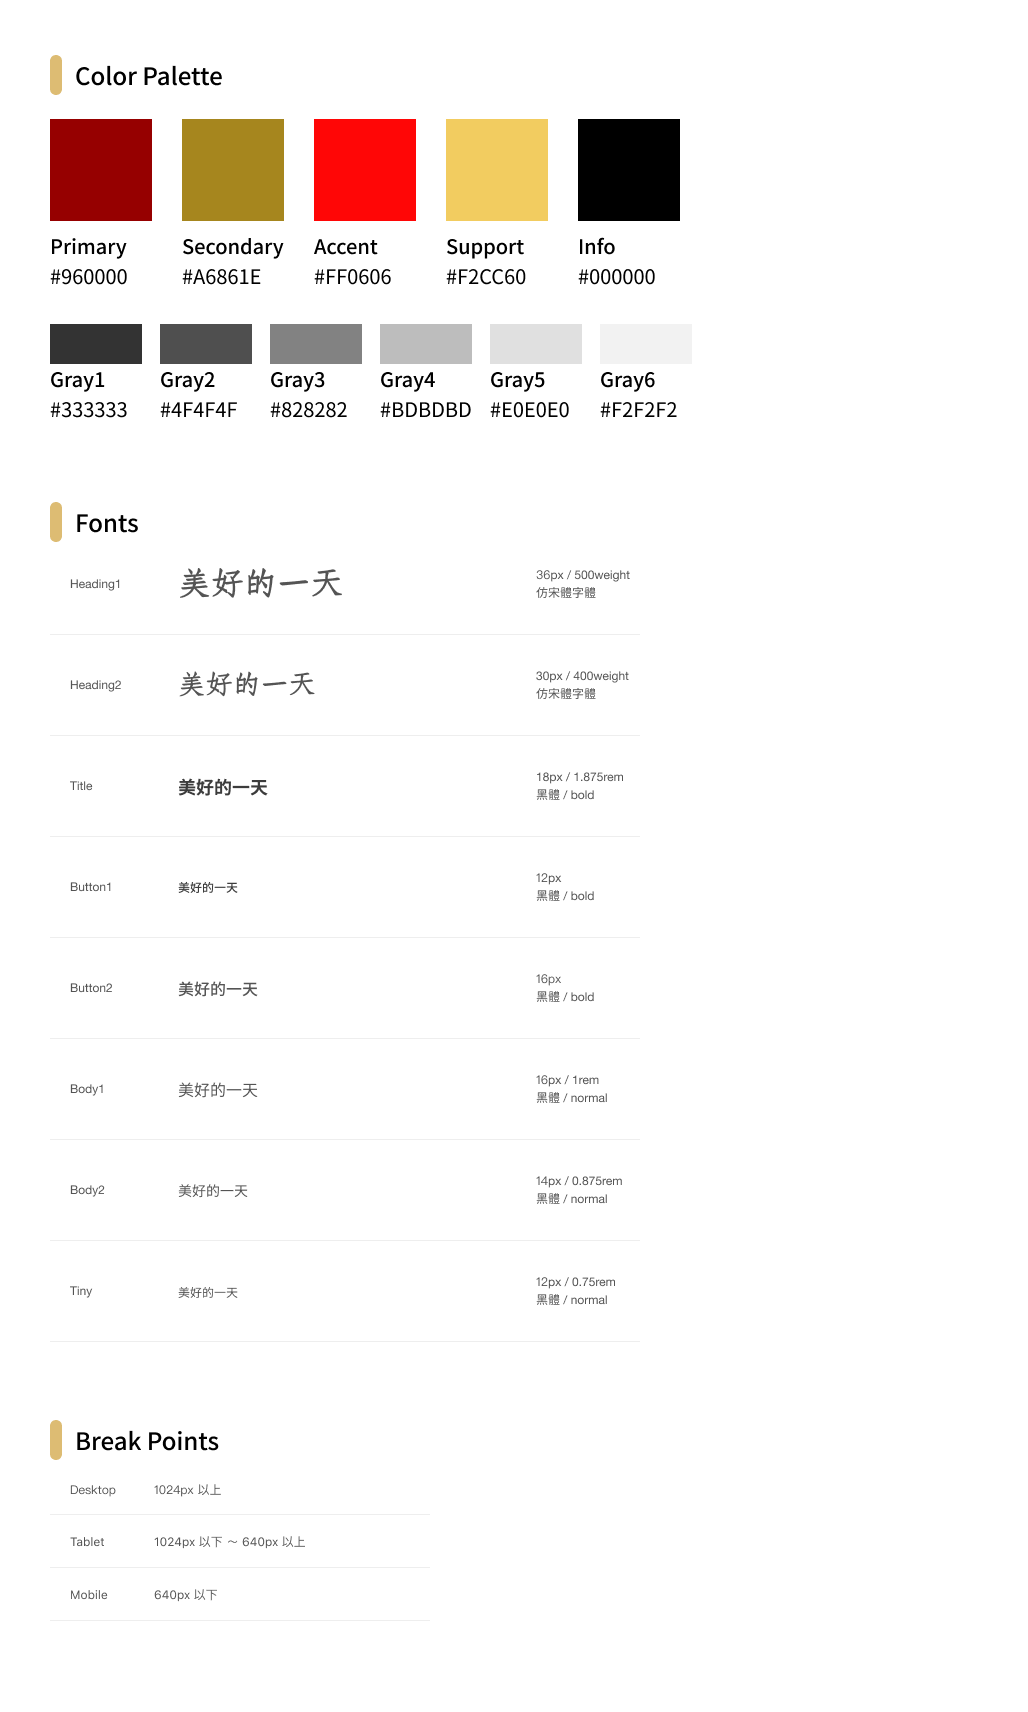 Color Palette
Primary Secondary Accent Support Info
#960000 #A6861E #FF0606 #F2CC60 #000000
Gray1 Gray2 Gray3 Gray4 Gray5 Gray6
#333333 #4F4F4F #828282 #BDBDBD #E0E0E0 #F2F2F2
Fonts
Heading1 美好的一天 36px / 500weight
仿宋體字體
Heading2 美好的一天 30px / 400weight
仿宋體字體
Title 美好的一天 18px / 1.875rem
黑體 / bold
Button1 美好的一天 12px
黑體 / bold
Button2 美好的一天 16px
黑體 / bold
Body1 美好的一天 16px / 1rem
黑體 / normal
Body2 美好的一天 14px / 0.875rem
黑體 / normal
Tiny 美好的一天 12px / 0.75rem
黑體 / normal
Break Points
Desktop 1024px 以上
Tablet 1024px 以下 ～ 640px 以上
Mobile 640px 以下